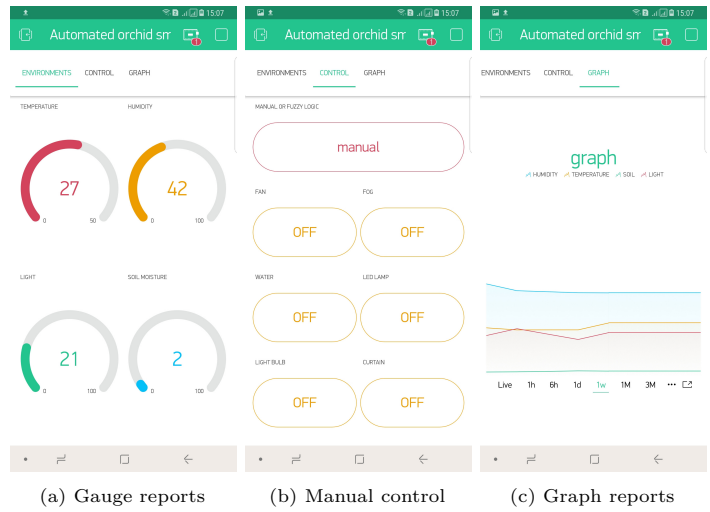 15:07
Automated orchid sm
1
ENVIRONMENTS CONTROL GRAPH
TEMPERATURE HUMIDITY
27 42
0 50 0 100
LIGHT SOIL MOISTURE
21 2
0 100 0 100
(a) Gauge reports
15:07
Automated orchid sm
1
ENVIRONMENTS CONTROL GRAPH
MANUAL OR FUZZY LOGIC
manual
FAN FOG
OFF OFF
WATER LED LAMP
OFF OFF
LIGHT BULB CURTAIN
OFF OFF
(b) Manual control
15:07
Automated orchid sm
1
ENVIRONMENTS CONTROL GRAPH
graph
HUMIDITY TEMPERATURE SOIL LIGHT
Live 1h 6h 1d 1w 1M 3M
(c) Graph reports